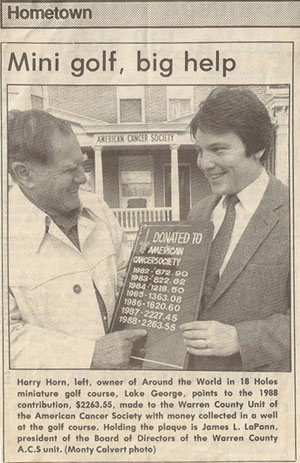 Hometown
Mini golf, big help
AMERICAN CANCER SOCIETY
DONATED TO
AMERICAN
CANCER SOCIETY
1982- 672.90
1983- 822.62
1984- 1218.50
1985- 1363.08
1986- 1620.60
1987- 2227.45
1988- 2263.55
Harry Horn, left, owner of Around the World in 18 Holes
miniature golf course, Lake George, points to the 1988
contribution, $2263.55, made to the Warren County Unit of
the American Cancer Society with money collected in a well
at the golf course. Holding the plaque is James L. LaPann,
president of the Board of Directors of the Warren County
A.C.S unit. (Monty Calvert photo)